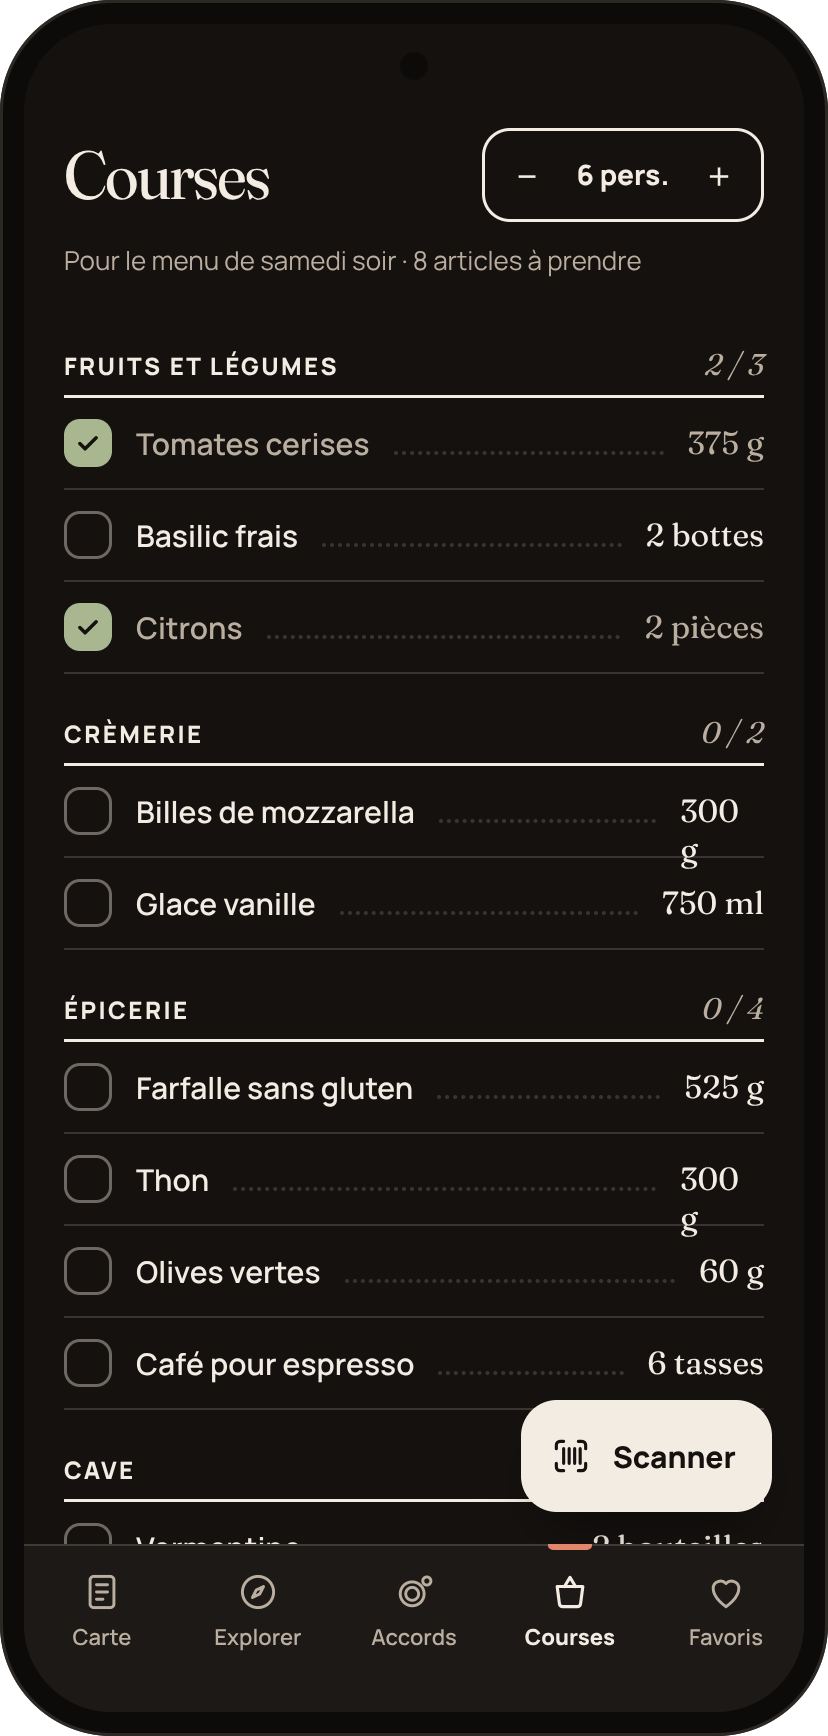 Courses
− 6 pers. +
Pour le menu de samedi soir · 8 articles à prendre
FRUITS ET LÉGUMES 2 / 3
Tomates cerises 375 g
Basilic frais 2 bottes
Citrons 2 pièces
CRÈMERIE 0 / 2
Billes de mozzarella 300
g
Glace vanille 750 ml
ÉPICERIE 0 / 4
Farfalle sans gluten 525 g
Thon 300
g
Olives vertes 60 g
Café pour espresso 6 tasses
Scanner
CAVE
Vermentino 2 bouteilles
Carte Explorer Accords Courses Favoris